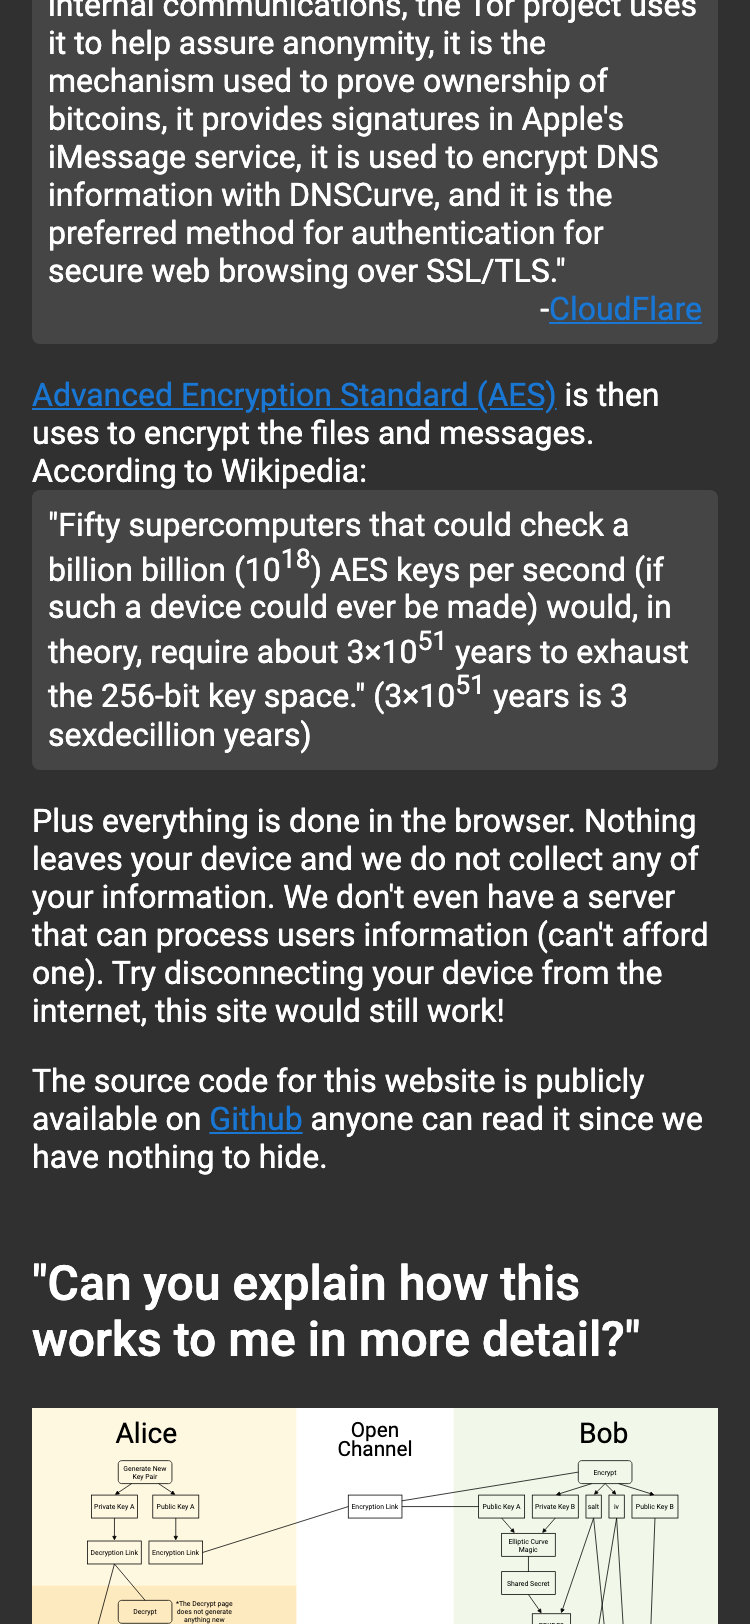 internal communications, the Tor project uses
it to help assure anonymity, it is the
mechanism used to prove ownership of
bitcoins, it provides signatures in Apple's
iMessage service, it is used to encrypt DNS
information with DNSCurve, and it is the
preferred method for authentication for
secure web browsing over SSL/TLS."
-CloudFlare
Advanced Encryption Standard (AES) is then
uses to encrypt the files and messages.
According to Wikipedia:
"Fifty supercomputers that could check a
billion billion (10^18) AES keys per second (if
such a device could ever be made) would, in
theory, require about 3×10^51 years to exhaust
the 256-bit key space." (3×10^51 years is 3
sexdecillion years)
Plus everything is done in the browser. Nothing
leaves your device and we do not collect any of
your information. We don't even have a server
that can process users information (can't afford
one). Try disconnecting your device from the
internet, this site would still work!
The source code for this website is publicly
available on Github anyone can read it since we
have nothing to hide.
"Can you explain how this
works to me in more detail?"
Alice
Open
Channel
Bob
Generate New
Key Pair
Encrypt
Private Key A
Public Key A
Encryption Link
Public Key A
Private Key B
salt
iv
Public Key B
Decryption Link
Encryption Link
Elliptic Curve
Magic
Shared Secret
Decrypt
*The Decrypt page
does not generate
anything new